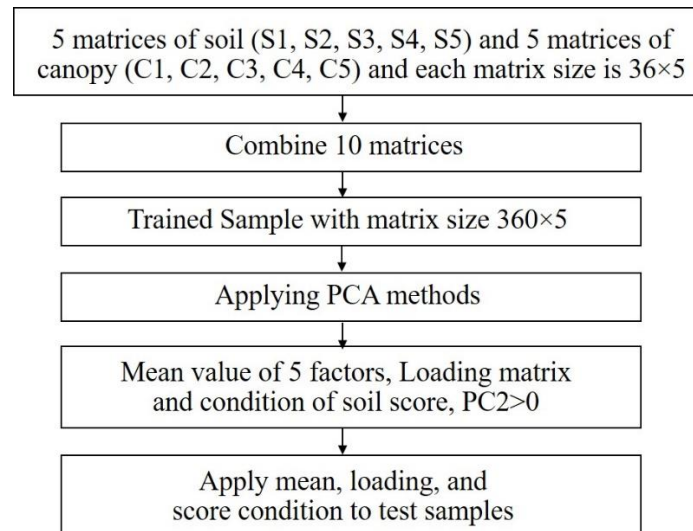 5 matrices of soil (S1, S2, S3, S4, S5) and 5 matrices of
canopy (C1, C2, C3, C4, C5) and each matrix size is 36×5
Combine 10 matrices
Trained Sample with matrix size 360×5
Applying PCA methods
Mean value of 5 factors, Loading matrix
and condition of soil score, PC2>0
Apply mean, loading, and
score condition to test samples